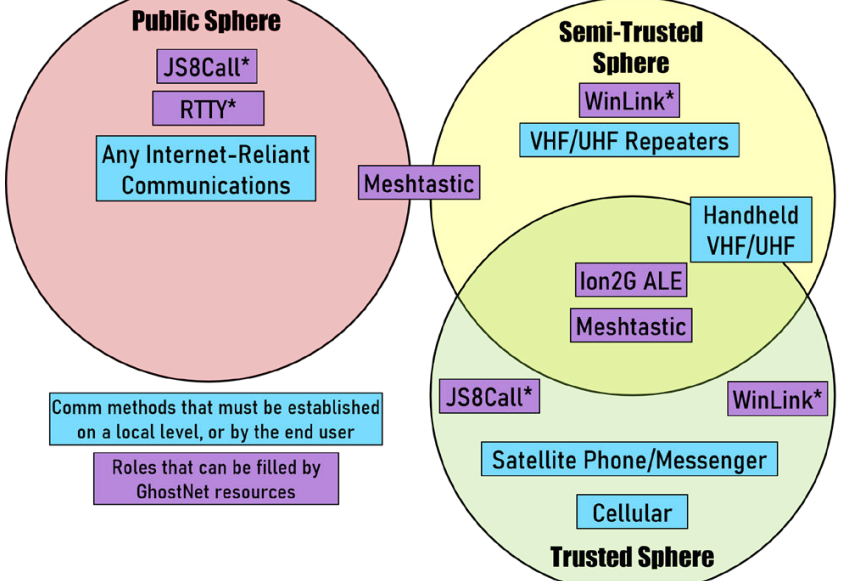 Public Sphere
JS8Call*
RTTY*
Any Internet-Reliant
Communications
Meshtastic
Semi-Trusted
Sphere
WinLink*
VHF/UHF Repeaters
Handheld
VHF/UHF
Ion2G ALE
Meshtastic
JS8Call*
WinLink*
Satellite Phone/Messenger
Cellular
Trusted Sphere
Comm methods that must be established
on a local level, or by the end user
Roles that can be filled by
GhostNet resources